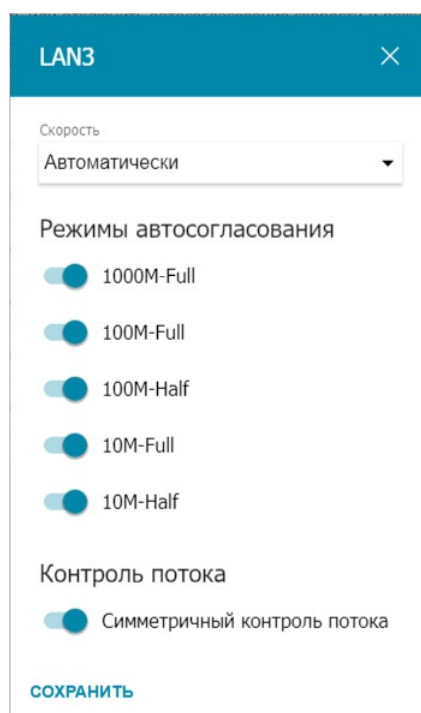 LAN3
Скорость
Автоматически
Режимы автосогласования
1000M-Full
100M-Full
100M-Half
10M-Full
10M-Half
Контроль потока
Симметричный контроль потока
СОХРАНИТЬ